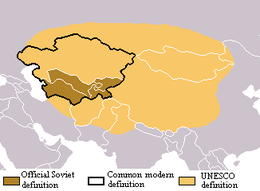 Official Soviet
definition
Common modern
definition
UNESCO
definition